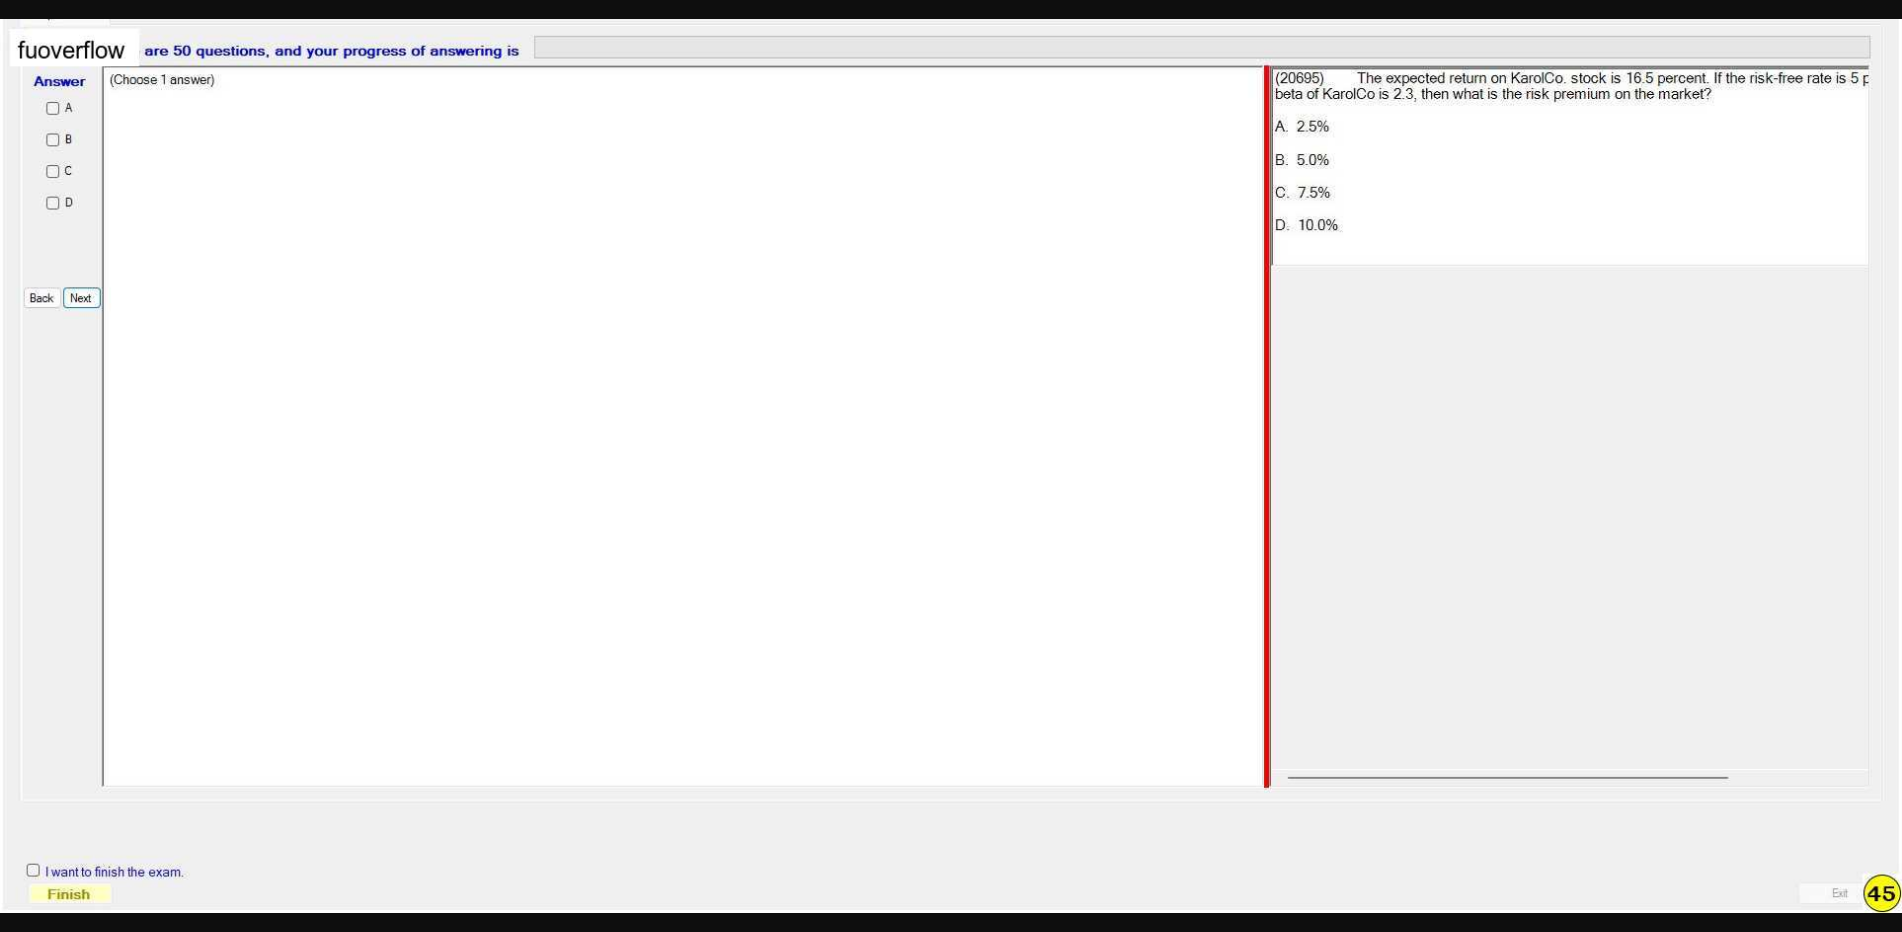 fuoverflow are 50 questions, and your progress of answering is
Answer
(Choose 1 answer)
A
B
C
D
Back Next
(20695) The expected return on KarolCo. stock is 16.5 percent. If the risk-free rate is 5
beta of KarolCo is 2.3, then what is the risk premium on the market?
A. 2.5%
B. 5.0%
C. 7.5%
D. 10.0%
I want to finish the exam.
Finish
Exit
45